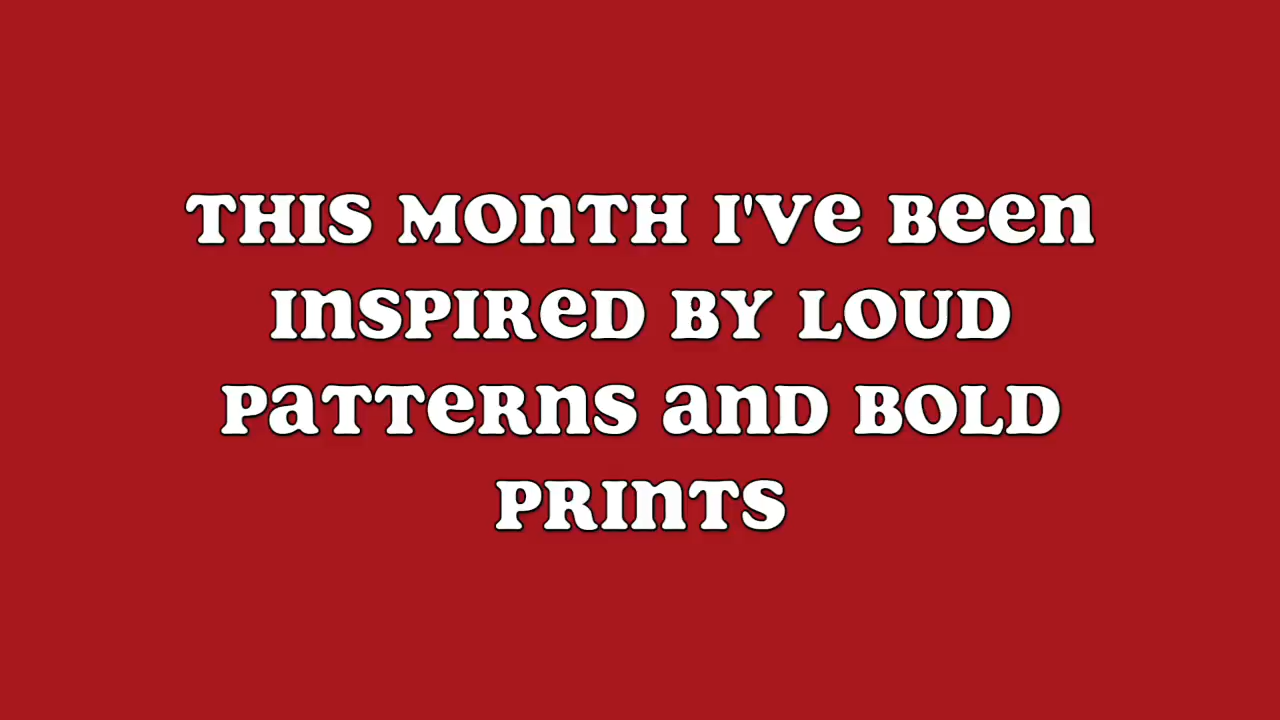 THIS MONTH I'VE BEEN
INSPIRED BY LOUD
PATTERNS AND BOLD
PRINTS